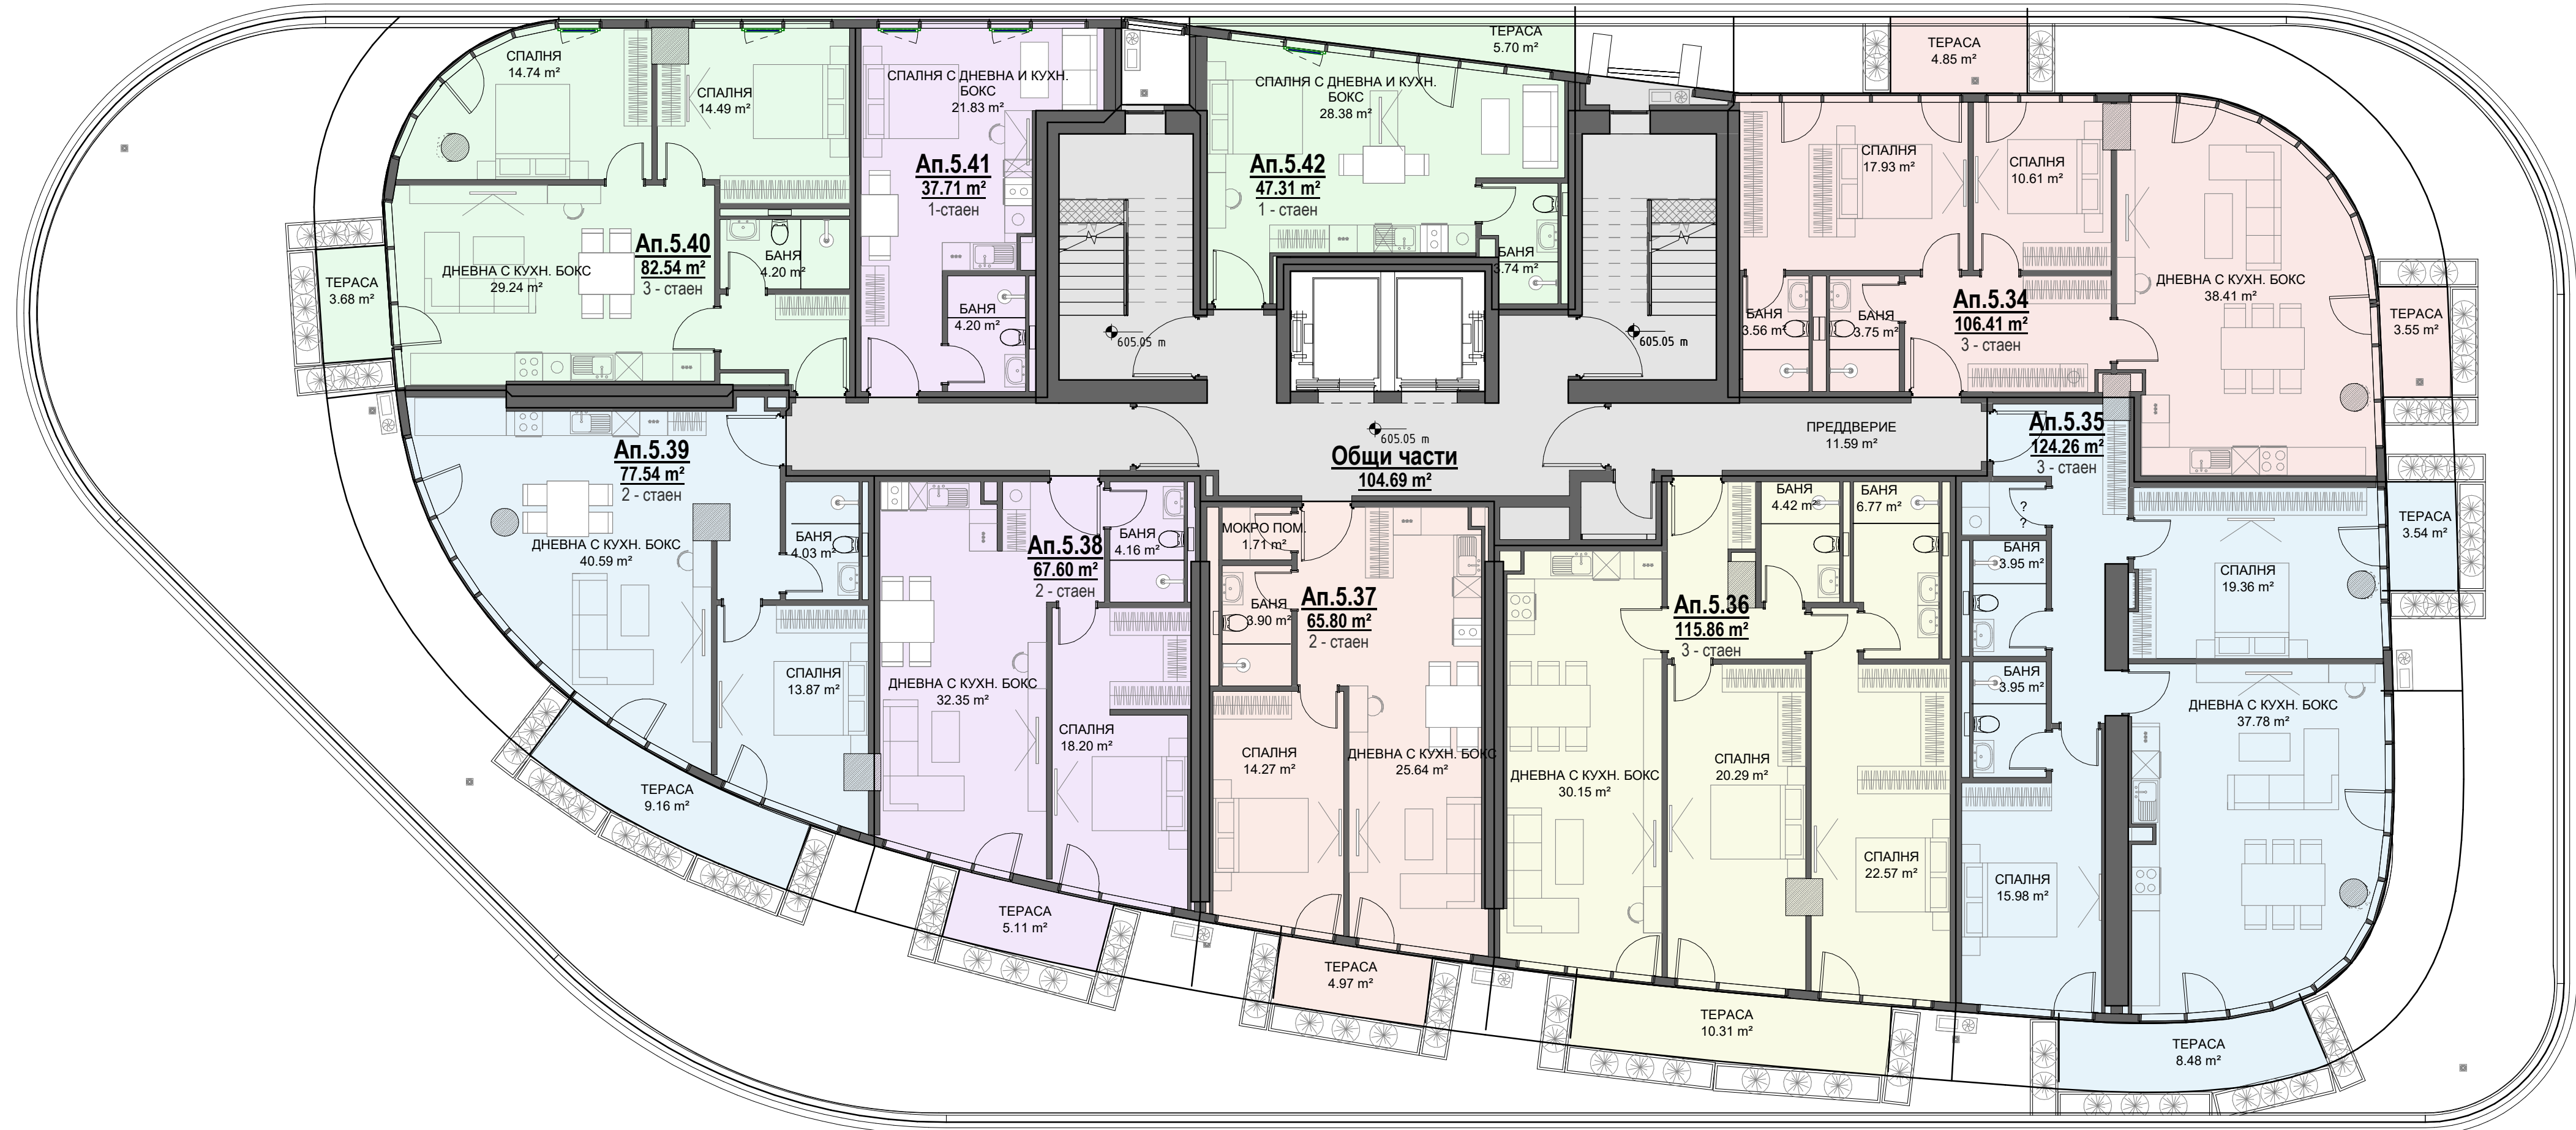 СПАЛНЯ
14.74 m²
СПАЛНЯ
14.49 m²
Ап.5.40
82.54 m²
3 - стаен
ДНЕВНА С КУХН. БОКС
29.24 m²
БАНЯ
4.20 m²
ТЕРАСА
3.68 m²
СПАЛНЯ С ДНЕВНА И КУХН.
БОКС
21.83 m²
Ап.5.41
37.71 m²
1-стаен
БАНЯ
4.20 m²
605.05 m
ТЕРАСА
5.70 m²
СПАЛНЯ С ДНЕВНА И КУХН.
БОКС
28.38 m²
Ап.5.42
47.31 m²
1 - стаен
БАНЯ
3.74 m²
605.05 m
ТЕРАСА
4.85 m²
СПАЛНЯ
17.93 m²
СПАЛНЯ
10.61 m²
ДНЕВНА С КУХН. БОКС
38.41 m²
Ап.5.34
106.41 m²
3 - стаен
БАНЯ
3.56 m²
БАНЯ
3.75 m²
ТЕРАСА
3.55 m²
605.05 m
Общи части
104.69 m²
ПРЕДДВЕРИЕ
11.59 m²
Ап.5.35
124.26 m²
3 - стаен
?
?
БАНЯ
3.95 m²
БАНЯ
3.95 m²
СПАЛНЯ
19.36 m²
ТЕРАСА
3.54 m²
ДНЕВНА С КУХН. БОКС
37.78 m²
СПАЛНЯ
15.98 m²
ТЕРАСА
8.48 m²
Ап.5.39
77.54 m²
2 - стаен
ДНЕВНА С КУХН. БОКС
40.59 m²
БАНЯ
4.03 m²
СПАЛНЯ
13.87 m²
ТЕРАСА
9.16 m²
Ап.5.38
67.60 m²
2 - стаен
БАНЯ
4.16 m²
ДНЕВНА С КУХН. БОКС
32.35 m²
СПАЛНЯ
18.20 m²
ТЕРАСА
5.11 m²
МОКРО ПОМ.
1.71 m²
БАНЯ
3.90 m²
Ап.5.37
65.80 m²
2 - стаен
СПАЛНЯ
14.27 m²
ДНЕВНА С КУХН. БОКС
25.64 m²
ТЕРАСА
4.97 m²
БАНЯ
4.42 m²
БАНЯ
6.77 m²
Ап.5.36
115.86 m²
3 - стаен
ДНЕВНА С КУХН. БОКС
30.15 m²
СПАЛНЯ
20.29 m²
СПАЛНЯ
22.57 m²
ТЕРАСА
10.31 m²